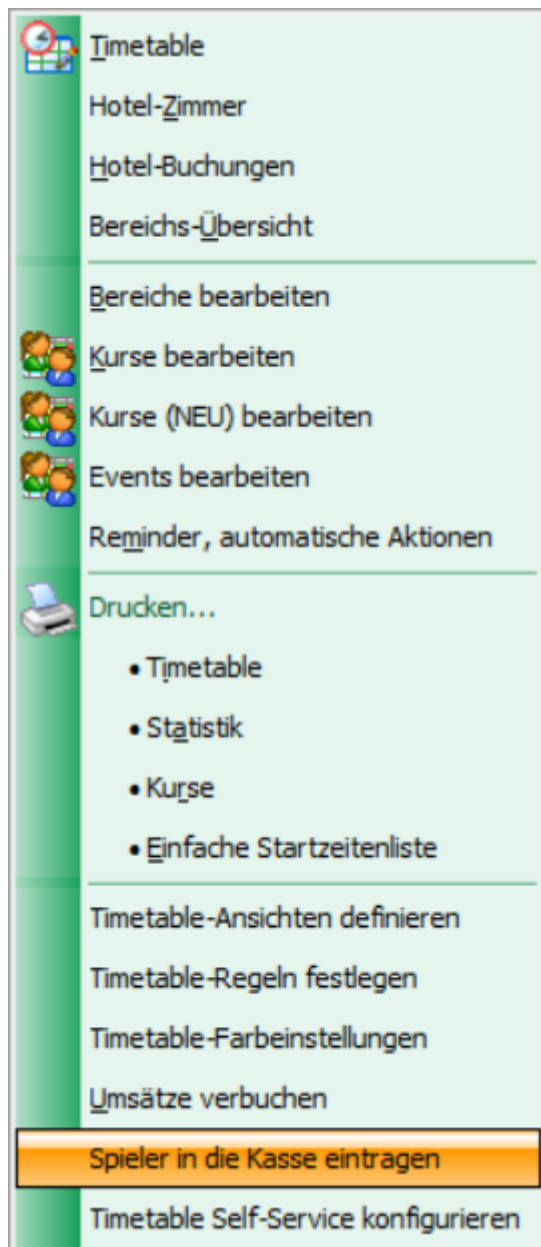 Timetable
Hotel-Zimmer
Hotel-Buchungen
Bereichs-Übersicht
Bereiche bearbeiten
Kurse bearbeiten
Kurse (NEU) bearbeiten
Events bearbeiten
Reminder, automatische Aktionen
Drucken...
• Timetable
• Statistik
• Kurse
• Einfache Startzeitenliste
Timetable-Ansichten definieren
Timetable-Regeln festlegen
Timetable-Farbeinstellungen
Umsätze verbuchen
Spieler in die Kasse eintragen
Timetable Self-Service konfigurieren